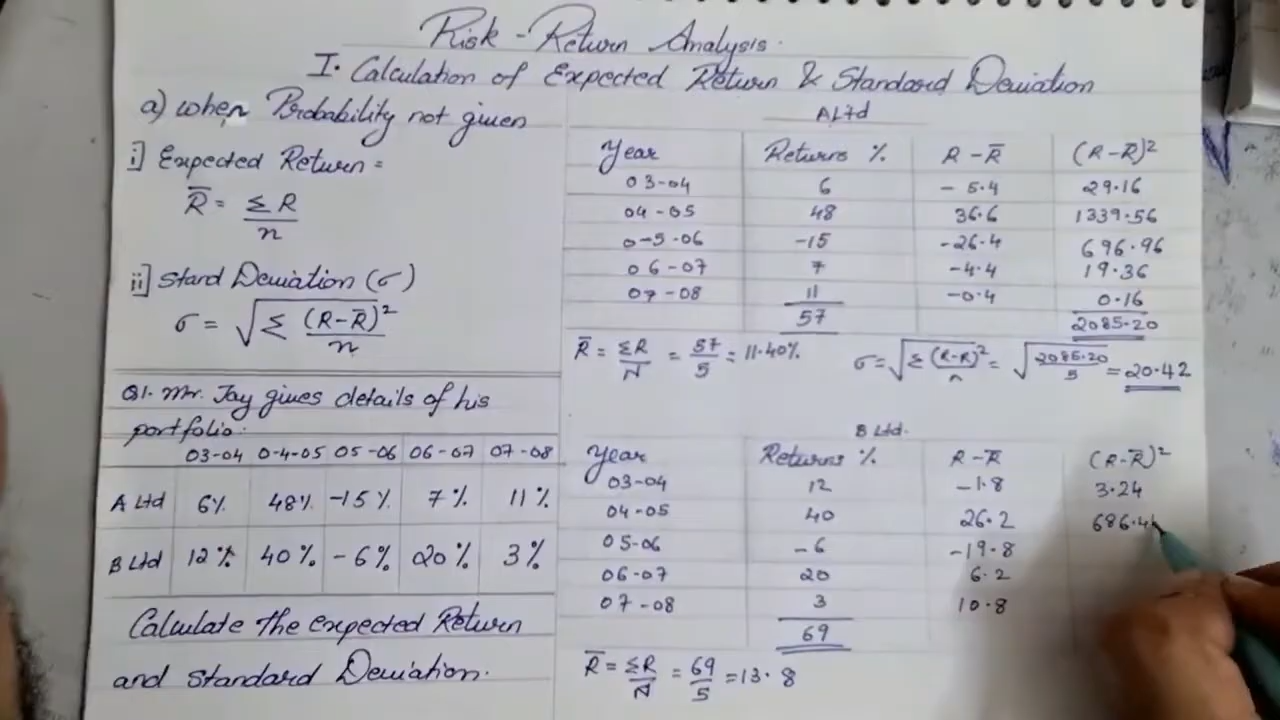 Risk - Return Analysis.
I. Calculation of Expected Return & Standard Deviation
a) when Probability not given
i] Expected Return =
R̅ = Σ R / n
ii] Stard Deviation (σ)
σ = √Σ (R-R̅)² / n
Q1. Mr. Jay gives details of his
portfolio:
03-04 0-4-05 05-06 06-07 07-08
A Ltd 6% 48% -15% 7% 11%
B Ltd 12% 40% -6% 20% 3%
Calculate the expected Return
and standard Deviation.
A Ltd
Year Returns % R-R̅ (R-R̅)²
03-04 6 -5.4 29.16
04-05 48 36.6 1339.56
0-5-06 -15 -26.4 696.96
06-07 7 -4.4 19.36
07-08 11 -0.4 0.16
57 2085.20
R̅ = ΣR / N = 57 / 5 = 11.40% σ = √Σ (R-R)² / n = √2085.20 / 5 = 20.42
B Ltd.
Year Returns % R-R̅ (R-R̅)²
03-04 12 -1.8 3.24
04-05 40 26.2 686.44
05-06 -6 -19.8
06-07 20 6.2
07-08 3 10.8
69
R̅ = ΣR / N = 69 / 5 = 13.8